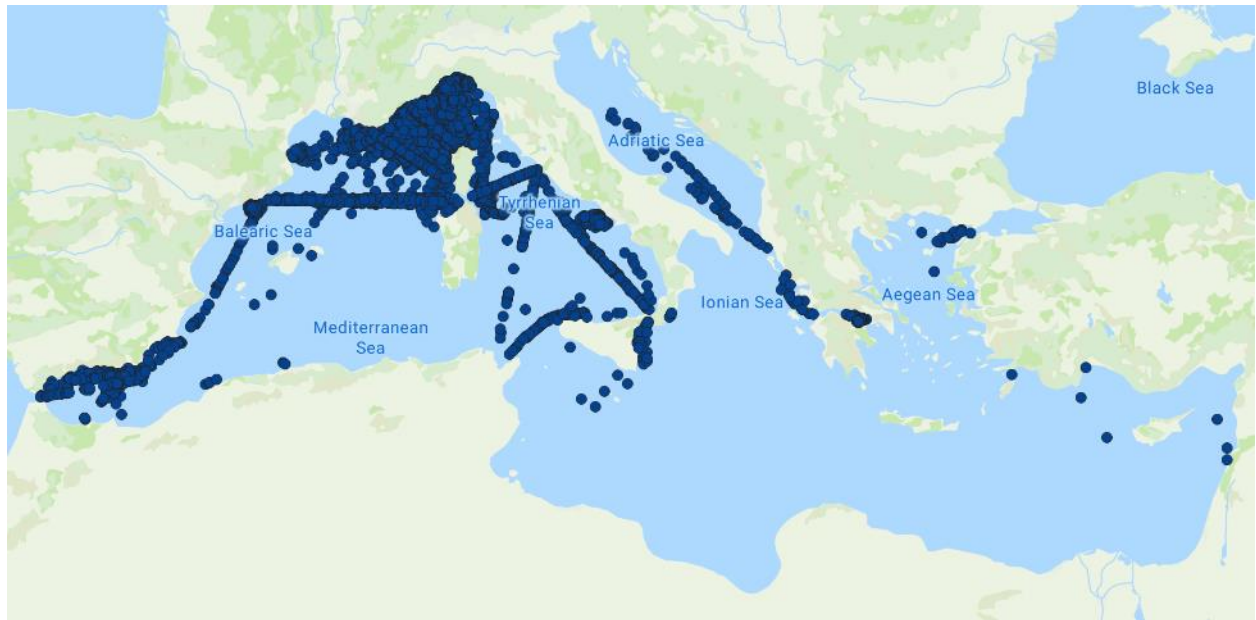 Black Sea
Adriatic Sea
Tyrrhenian
Sea
Balearic Sea
Ionian Sea
Aegean Sea
Mediterranean
Sea